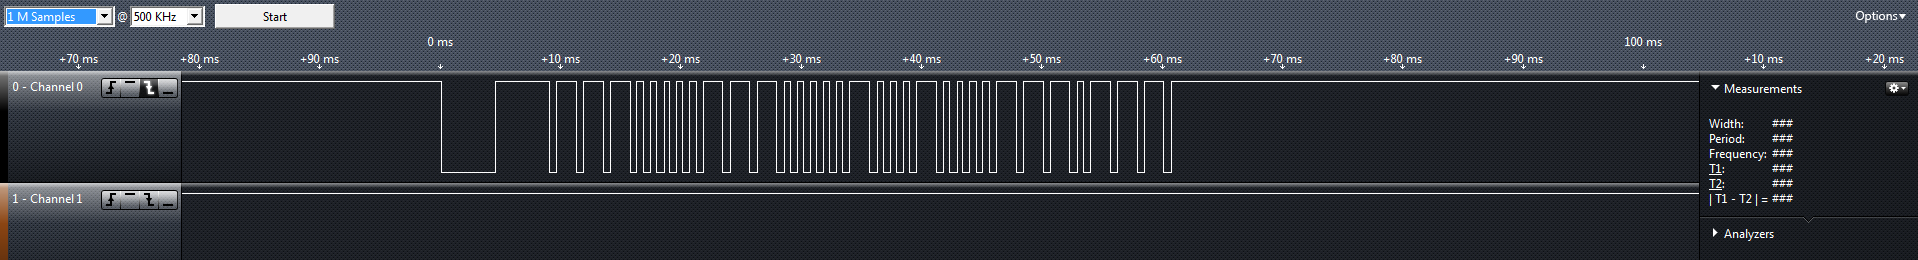 1 M Samples @ 500 KHz Start Options▾
0 ms 100 ms
+70 ms +80 ms +90 ms +10 ms +20 ms +30 ms +40 ms +50 ms +60 ms +70 ms +80 ms +90 ms +10 ms +20 ms
0 - Channel 0
Measurements
Width: ###
Period: ###
Frequency: ###
T1: ###
T2: ###
| T1 - T2 | = ###
1 - Channel 1
Analyzers